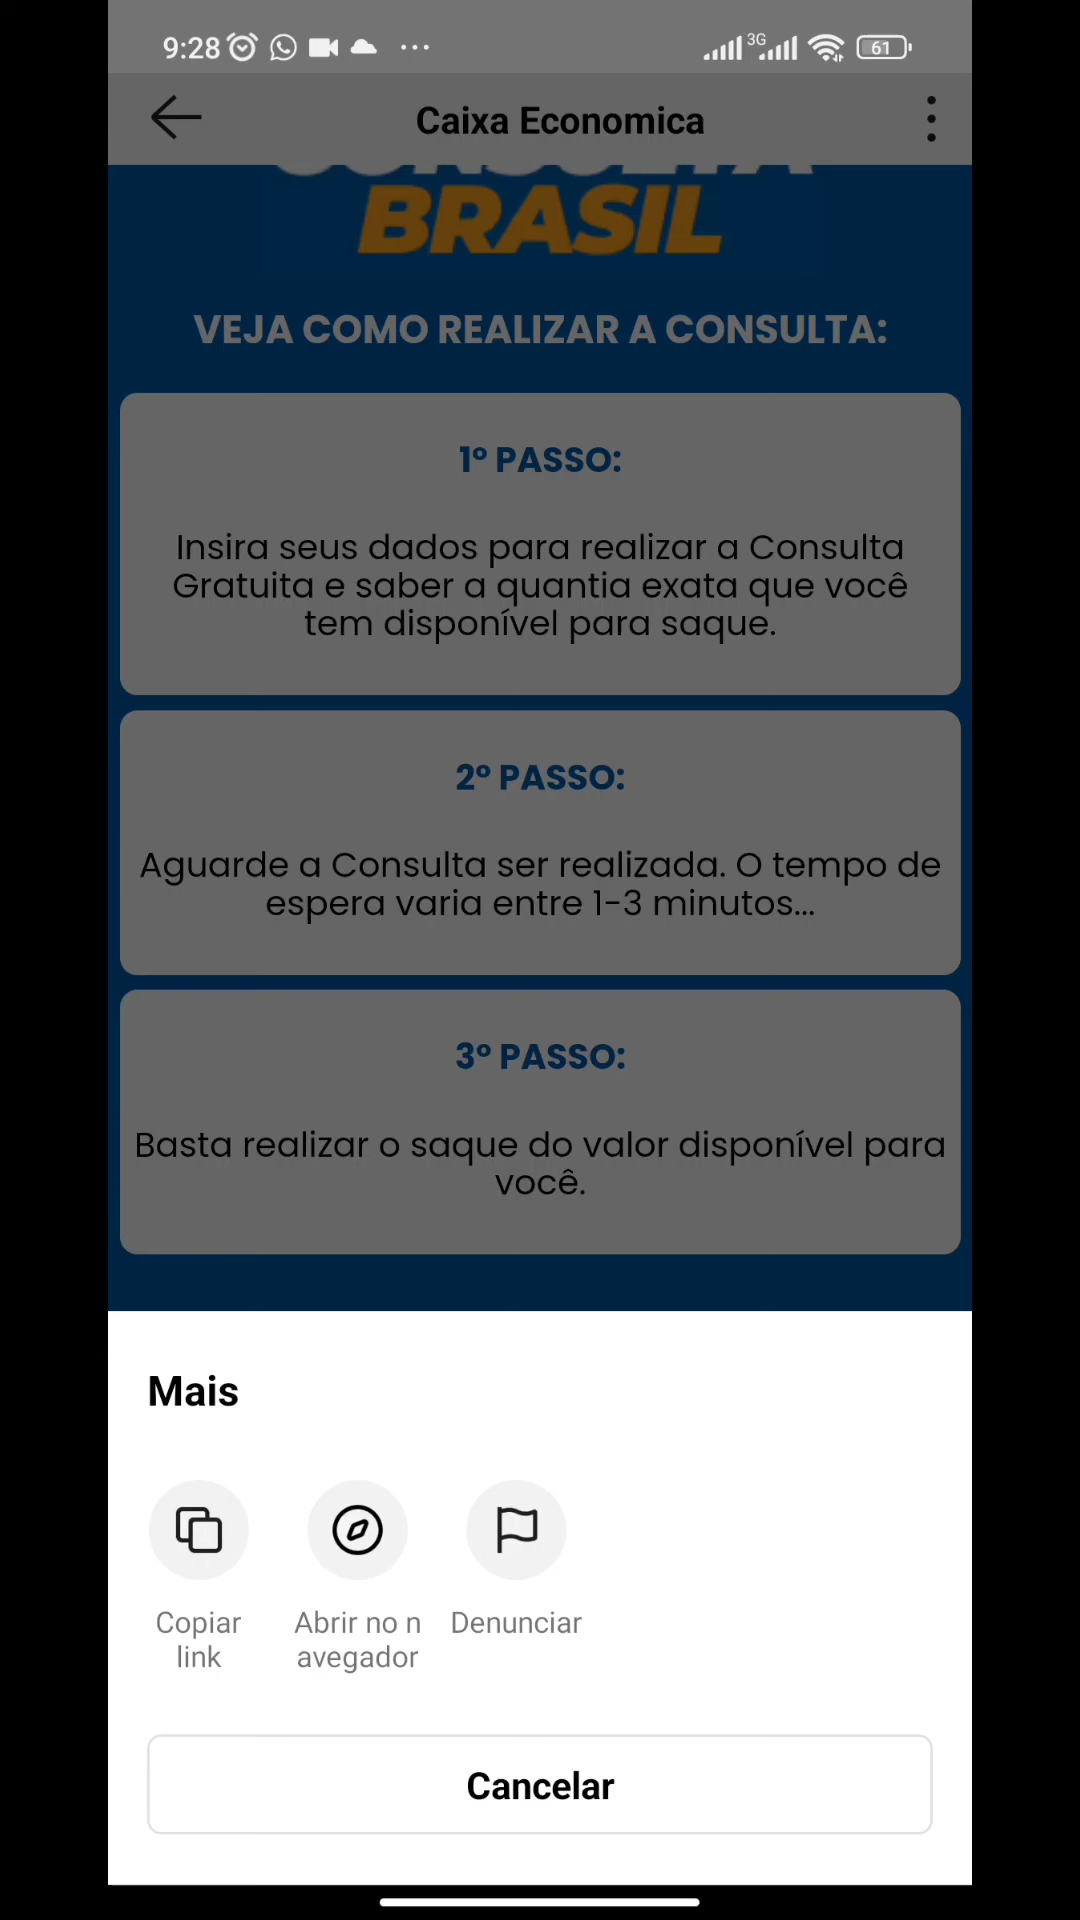 9:28
3G
61
Caixa Economica
CONSULTA
BRASIL
VEJA COMO REALIZAR A CONSULTA:
1º PASSO:
Insira seus dados para realizar a Consulta
Gratuita e saber a quantia exata que você
tem disponível para saque.
2º PASSO:
Aguarde a Consulta ser realizada. O tempo de
espera varia entre 1-3 minutos...
3º PASSO:
Basta realizar o saque do valor disponível para
você.
Mais
Copiar
link
Abrir no n
avegador
Denunciar
Cancelar